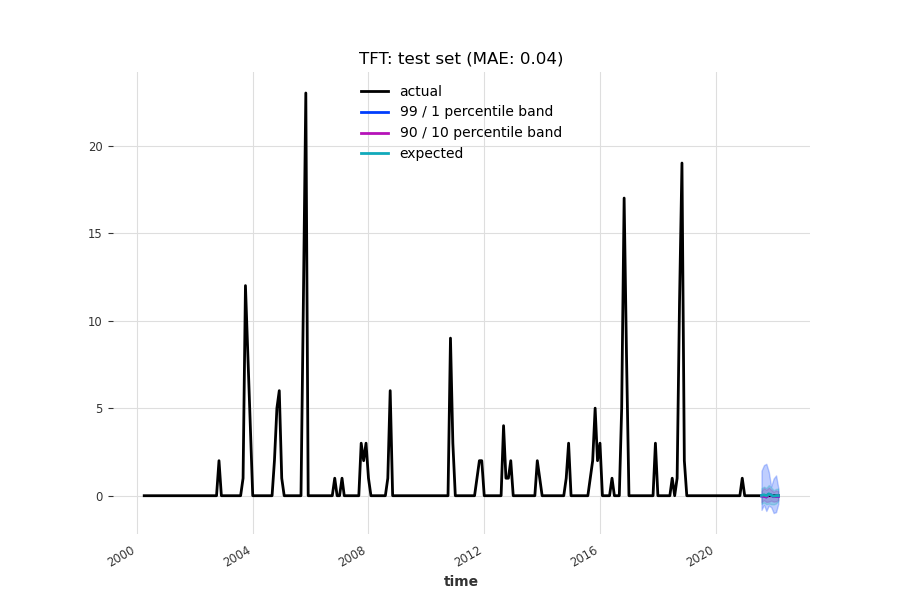 TFT: test set (MAE: 0.04)
actual
99 / 1 percentile band
90 / 10 percentile band
expected
20
15
10
5
0
2000
2004
2008
2012
2016
2020
time